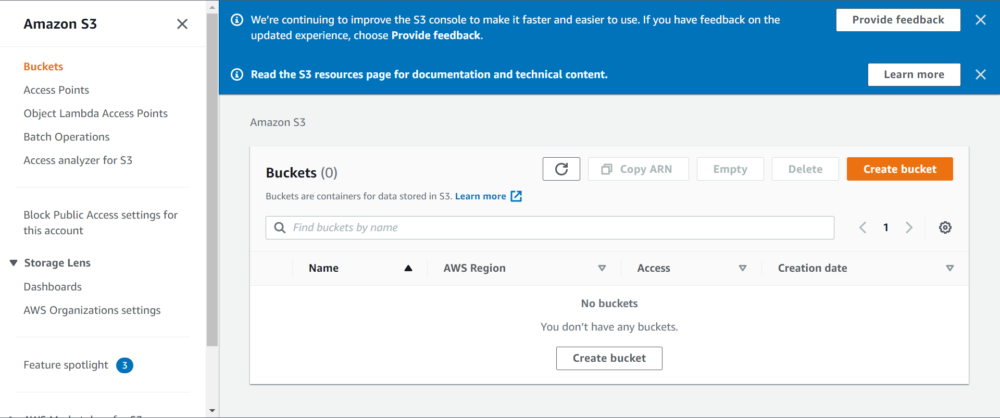 Amazon S3
Buckets
Access Points
Object Lambda Access Points
Batch Operations
Access analyzer for S3
Block Public Access settings for
this account
Storage Lens
Dashboards
AWS Organizations settings
Feature spotlight 3
AWS Marketplace for S3
We're continuing to improve the S3 console to make it faster and easier to use. If you have feedback on the
updated experience, choose Provide feedback.
Provide feedback
Read the S3 resources page for documentation and technical content.
Learn more
Amazon S3
Buckets (0)
Copy ARN
Empty
Delete
Create bucket
Buckets are containers for data stored in S3. Learn more
Find buckets by name
1
Name
AWS Region
Access
Creation date
No buckets
You don't have any buckets.
Create bucket